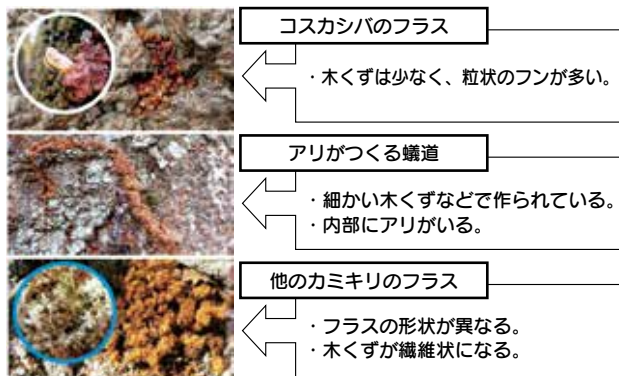 コスカシバのフラス
・木くずは少なく、粒状のフンが多い。
アリがつくる蟻道
・細かい木くずなどで作られている。
・内部にアリがいる。
他のカミキリのフラス
・フラスの形状が異なる。
・木くずが繊維状になる。